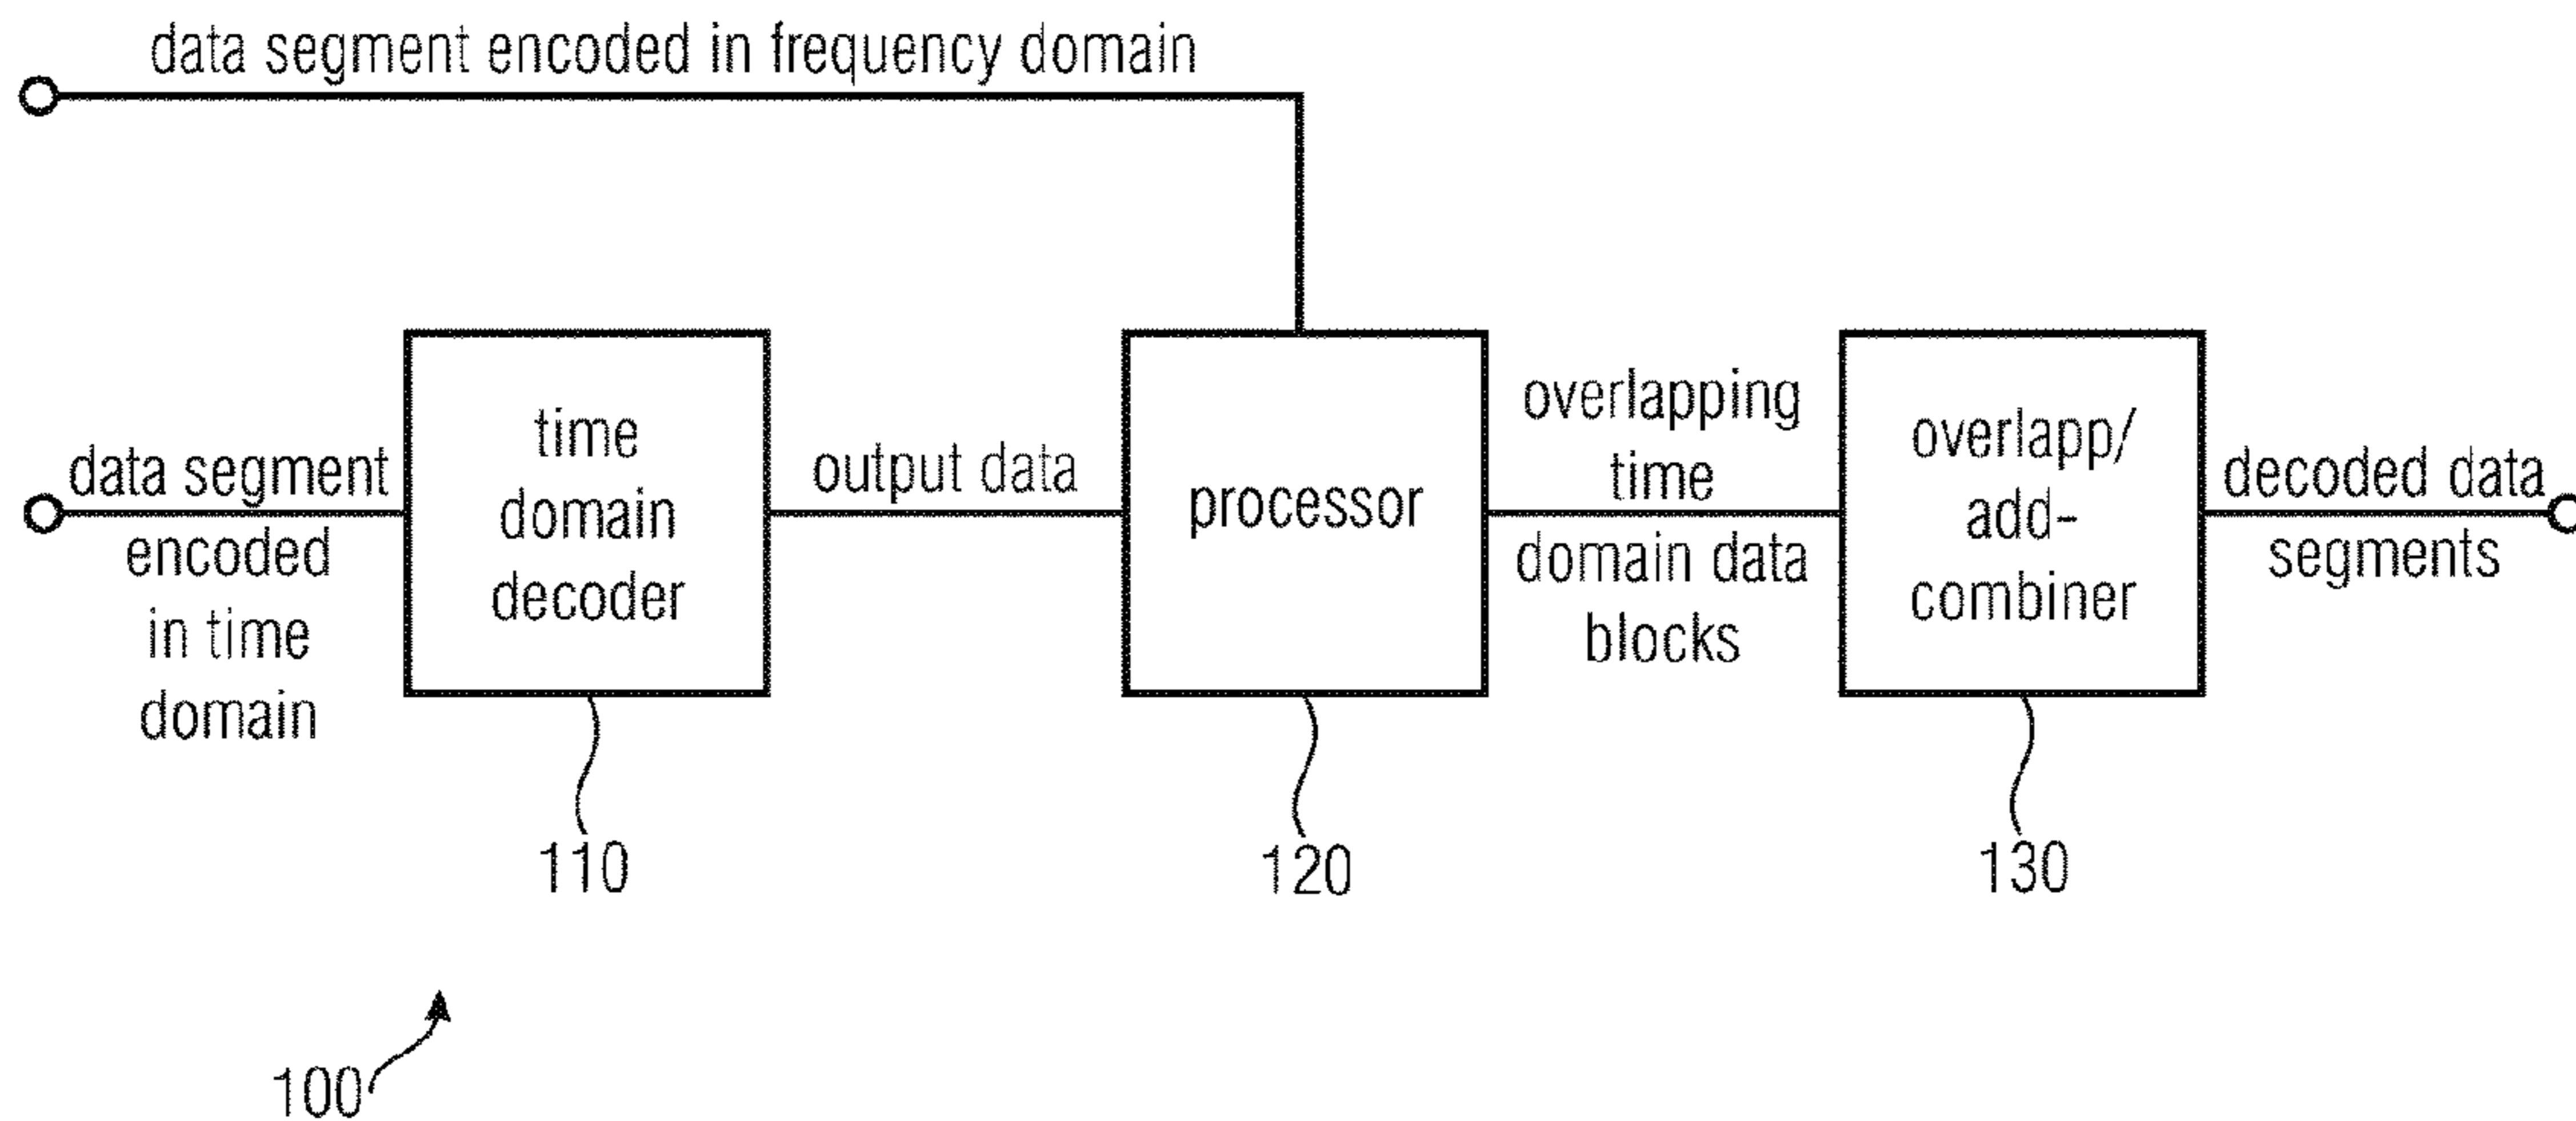 data segment encoded in frequency domain
data segment
encoded
in time
domain
time
domain
decoder
output data
processor
overlapping
time
domain data
blocks
overlapp/
add-
combiner
decoded data
segments
110
120
130
100